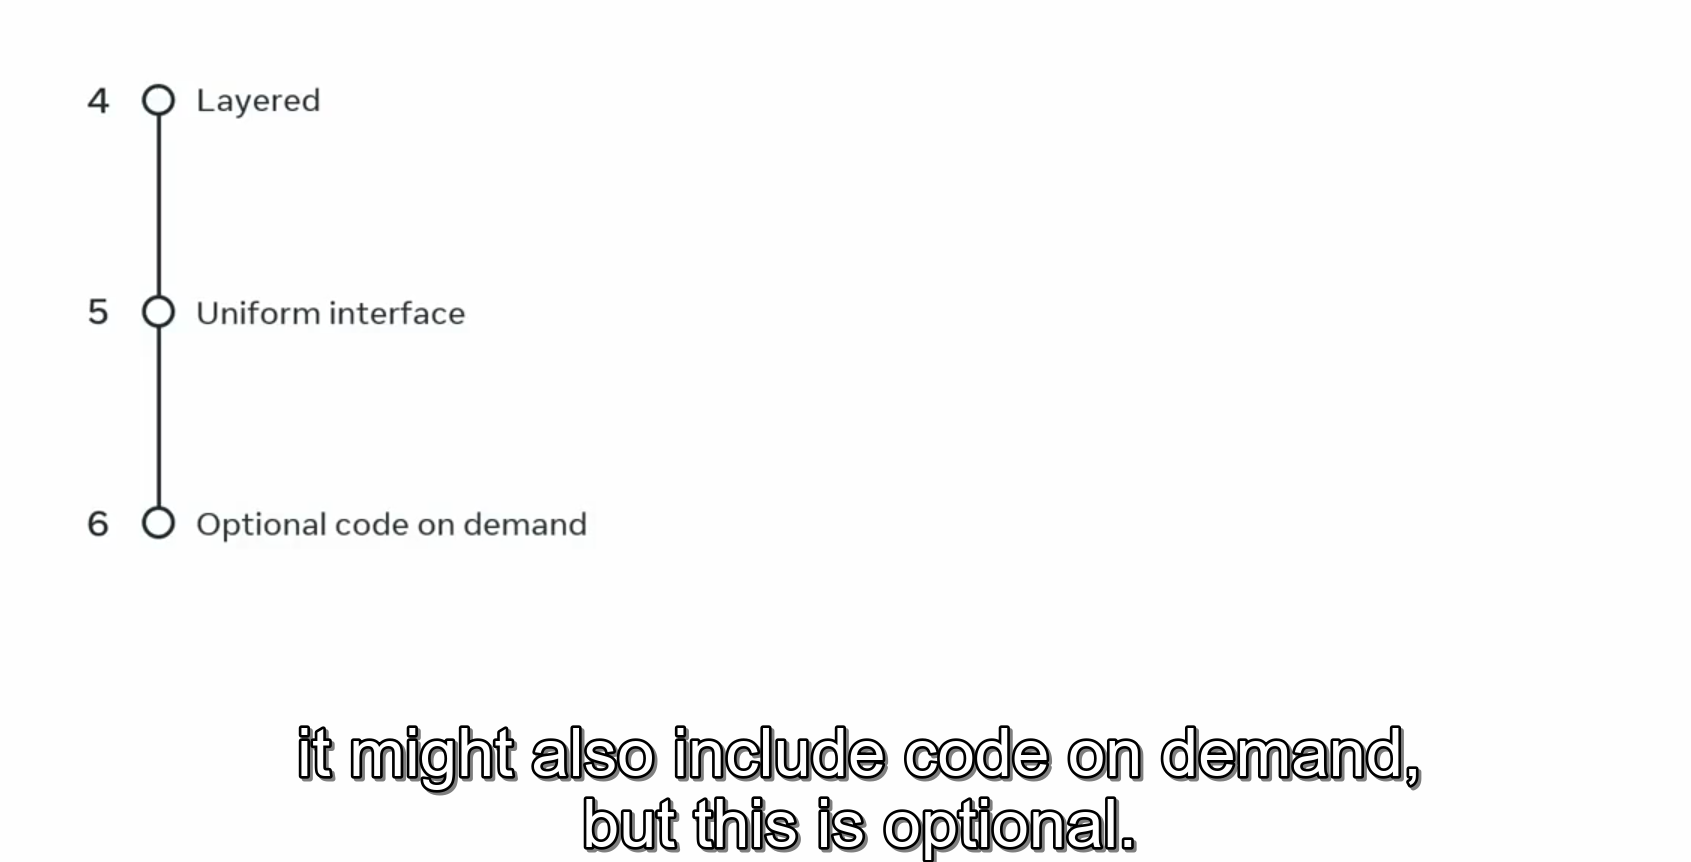 4 Layered
5 Uniform interface
6 Optional code on demand
it might also include code on demand,
but this is optional.